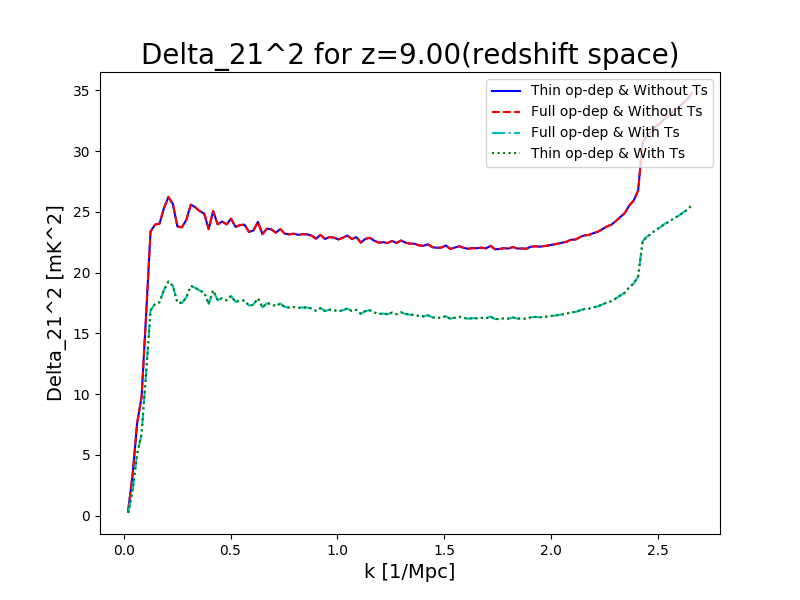 Delta_21^2 for z=9.00(redshift space)
Thin op-dep & Without Ts
Full op-dep & Without Ts
Full op-dep & With Ts
Thin op-dep & With Ts
Delta_21^2 [mK^2]
35
30
25
20
15
10
5
0
0.0 0.5 1.0 1.5 2.0 2.5
k [1/Mpc]